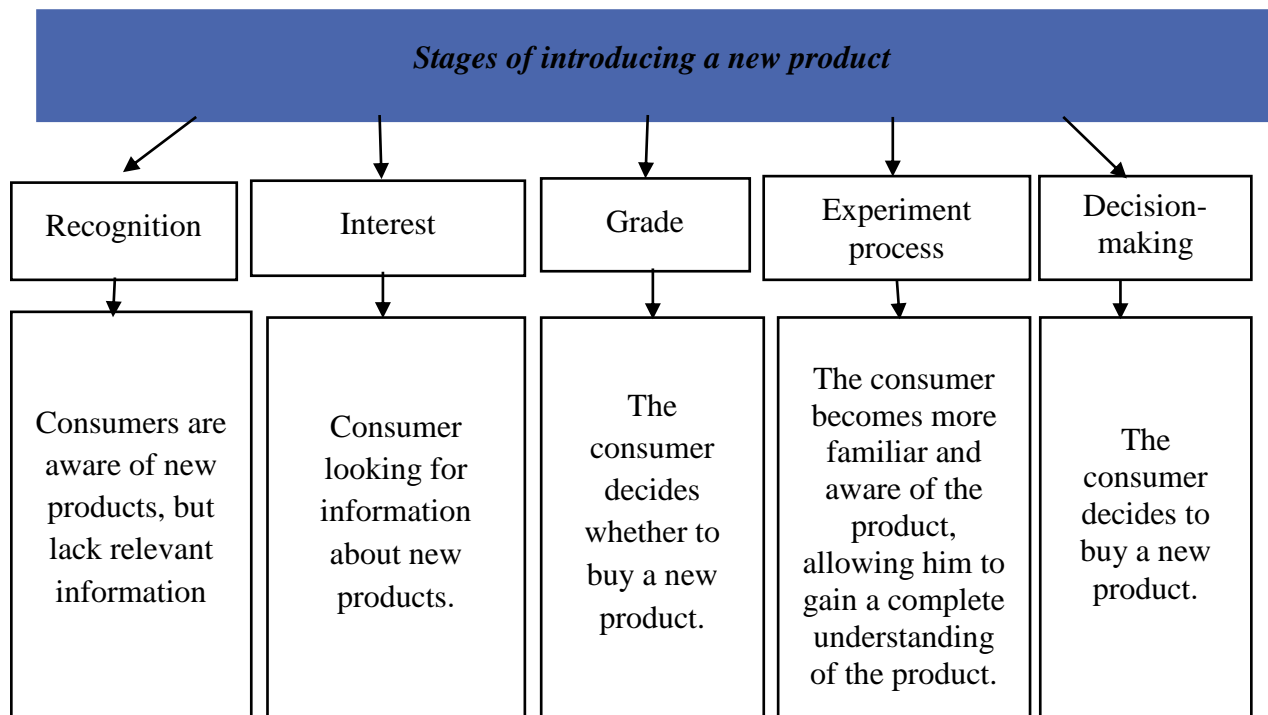 Stages of introducing a new product
Recognition
Interest
Grade
Experiment
process
Decision-
making
Consumers are
aware of new
products, but
lack relevant
information
Consumer
looking for
information
about new
products.
The
consumer
decides
whether to
buy a new
product.
The consumer
becomes more
familiar and
aware of the
product,
allowing him to
gain a complete
understanding
of the product.
The
consumer
decides to
buy a new
product.